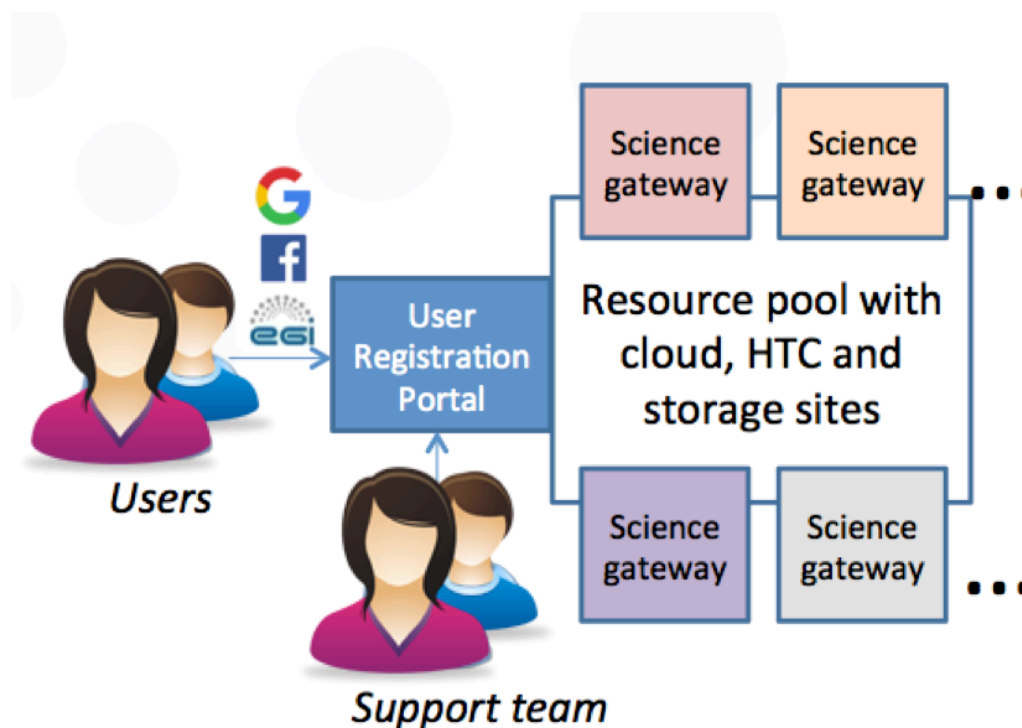 Science
gateway
Science
gateway
...
G
f
egi
User
Registration
Portal
Resource pool with
cloud, HTC and
storage sites
Users
Science
gateway
Science
gateway
...
Support team